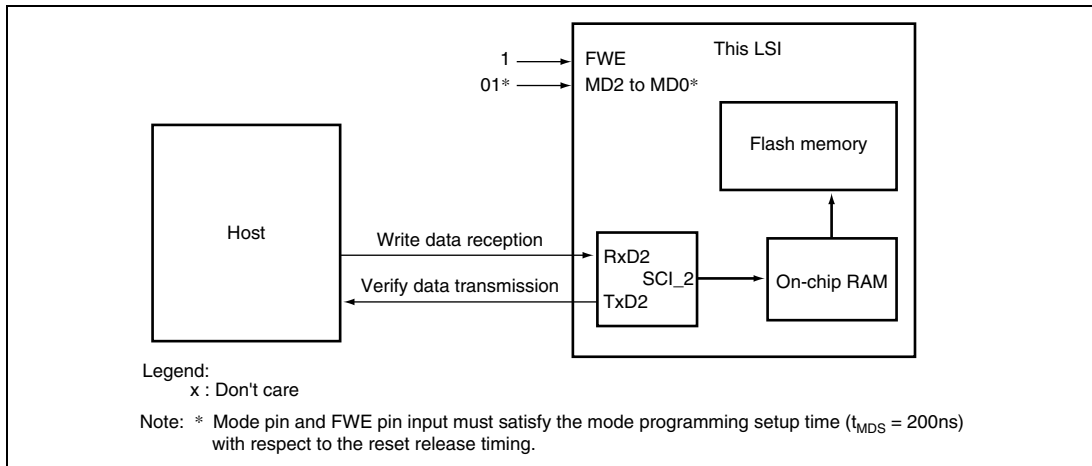 This LSI
1 FWE
01* MD2 to MD0*
Flash memory
Host
Write data reception
RxD2
SCI_2
On-chip RAM
Verify data transmission
TxD2
Legend:
x : Don't care
Note: * Mode pin and FWE pin input must satisfy the mode programming setup time (tMDS = 200ns)
with respect to the reset release timing.